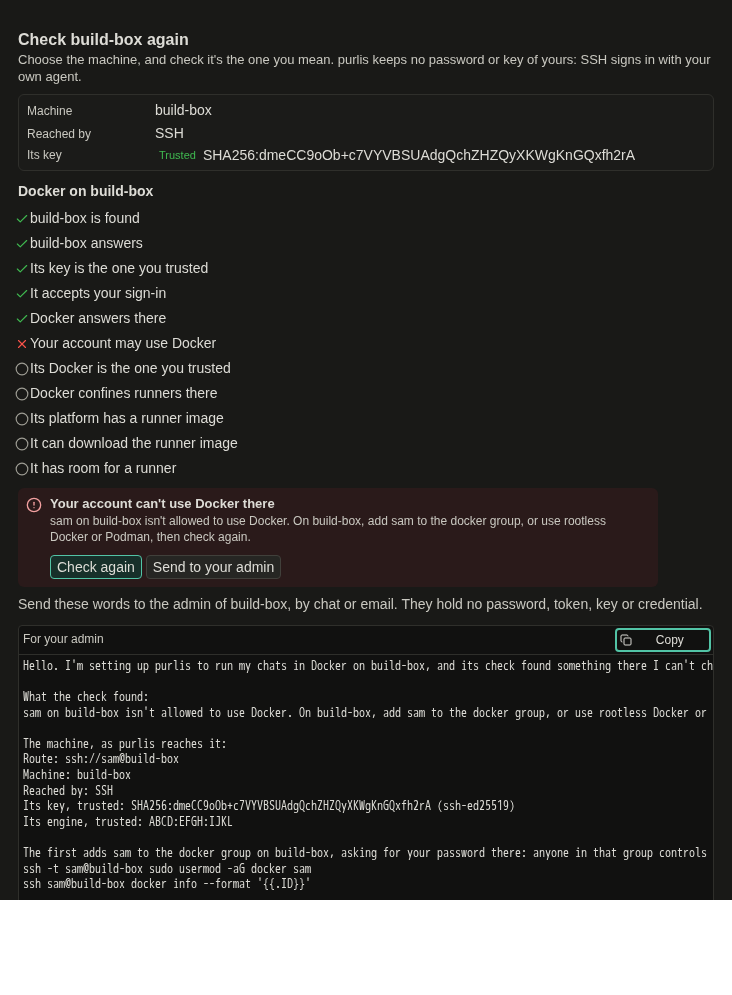 Check build-box again
Choose the machine, and check it's the one you mean. purlis keeps no password or key of yours: SSH signs in with your
own agent.
Machine build-box
Reached by SSH
Its key Trusted SHA256:dmeCC9oOb+c7VYVBSUAdgQchZHZQyXKWgKnGQxfh2rA
Docker on build-box
build-box is found
build-box answers
Its key is the one you trusted
It accepts your sign-in
Docker answers there
Your account may use Docker
Its Docker is the one you trusted
Docker confines runners there
Its platform has a runner image
It can download the runner image
It has room for a runner
Your account can't use Docker there
sam on build-box isn't allowed to use Docker. On build-box, add sam to the docker group, or use rootless
Docker or Podman, then check again.
Check again Send to your admin
Send these words to the admin of build-box, by chat or email. They hold no password, token, key or credential.
For your admin Copy
Hello. I'm setting up purlis to run my chats in Docker on build-box, and its check found something there I can't ch
What the check found:
sam on build-box isn't allowed to use Docker. On build-box, add sam to the docker group, or use rootless Docker or
The machine, as purlis reaches it:
Route: ssh://sam@build-box
Machine: build-box
Reached by: SSH
Its key, trusted: SHA256:dmeCC9oOb+c7VYVBSUAdgQchZHZQyXKWgKnGQxfh2rA (ssh-ed25519)
Its engine, trusted: ABCD:EFGH:IJKL
The first adds sam to the docker group on build-box, asking for your password there: anyone in that group controls
ssh -t sam@build-box sudo usermod -aG docker sam
ssh sam@build-box docker info --format '{{.ID}}'